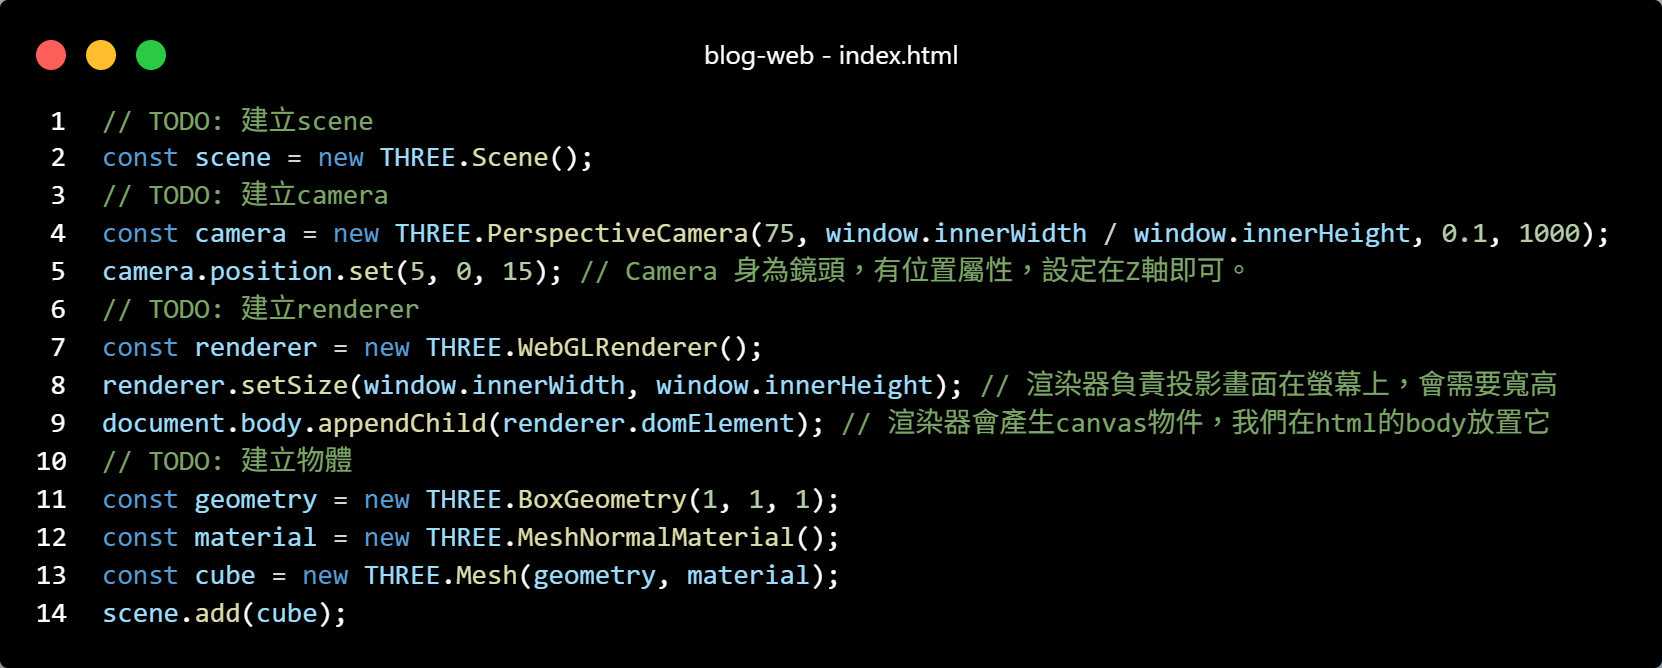 blog-web - index.html
1 // TODO: 建立scene
2 const scene = new THREE.Scene();
3 // TODO: 建立camera
4 const camera = new THREE.PerspectiveCamera(75, window.innerWidth / window.innerHeight, 0.1, 1000);
5 camera.position.set(5, 0, 15); // Camera 身為鏡頭，有位置屬性，設定在Z軸即可。
6 // TODO: 建立renderer
7 const renderer = new THREE.WebGLRenderer();
8 renderer.setSize(window.innerWidth, window.innerHeight); // 渲染器負責投影畫面在螢幕上，會需要寬高
9 document.body.appendChild(renderer.domElement); // 渲染器會產生canvas物件，我們在html的body放置它
10 // TODO: 建立物體
11 const geometry = new THREE.BoxGeometry(1, 1, 1);
12 const material = new THREE.MeshNormalMaterial();
13 const cube = new THREE.Mesh(geometry, material);
14 scene.add(cube);